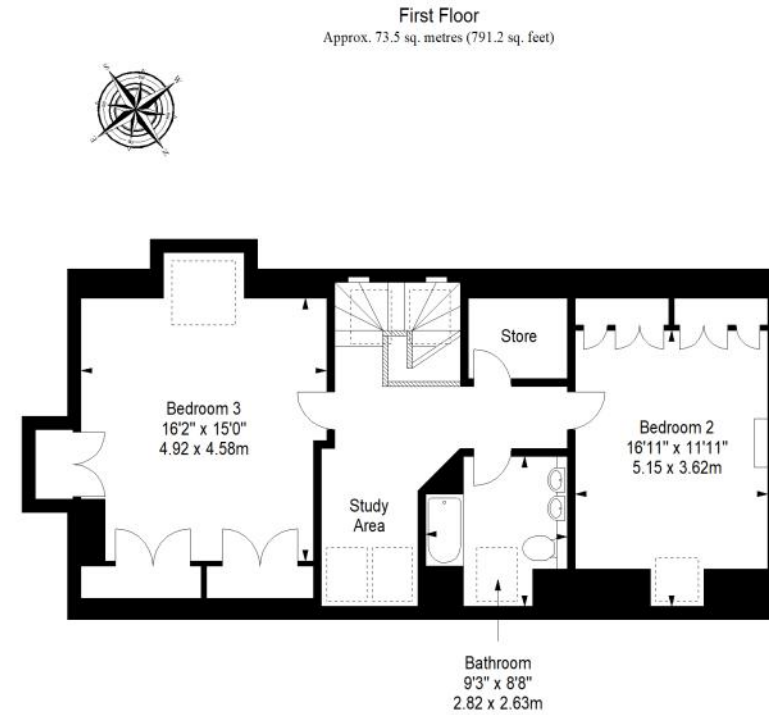 First Floor
Approx. 73.5 sq. metres (791.2 sq. feet)
S
W
E
N
Store
Bedroom 3
16'2" x 15'0"
4.92 x 4.58m
Bedroom 2
16'11" x 11'11"
5.15 x 3.62m
Study
Area
Bathroom
9'3" x 8'8"
2.82 x 2.63m